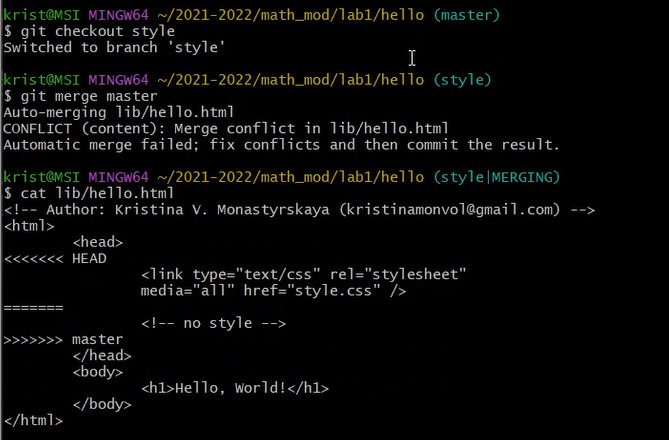 krist@MSI MINGW64 ~/2021-2022/math_mod/lab1/hello (master)
$ git checkout style
Switched to branch 'style'
krist@MSI MINGW64 ~/2021-2022/math_mod/lab1/hello (style)
$ git merge master
Auto-merging lib/hello.html
CONFLICT (content): Merge conflict in lib/hello.html
Automatic merge failed; fix conflicts and then commit the result.
krist@MSI MINGW64 ~/2021-2022/math_mod/lab1/hello (style|MERGING)
$ cat lib/hello.html
<!-- Author: Kristina V. Monastyrskaya (kristinamonvol@gmail.com) -->
<html>
        <head>
<<<<<<< HEAD
                <link type="text/css" rel="stylesheet"
                media="all" href="style.css" />
=======
                <!-- no style -->
>>>>>>> master
        </head>
        <body>
                <h1>Hello, World!</h1>
        </body>
</html>